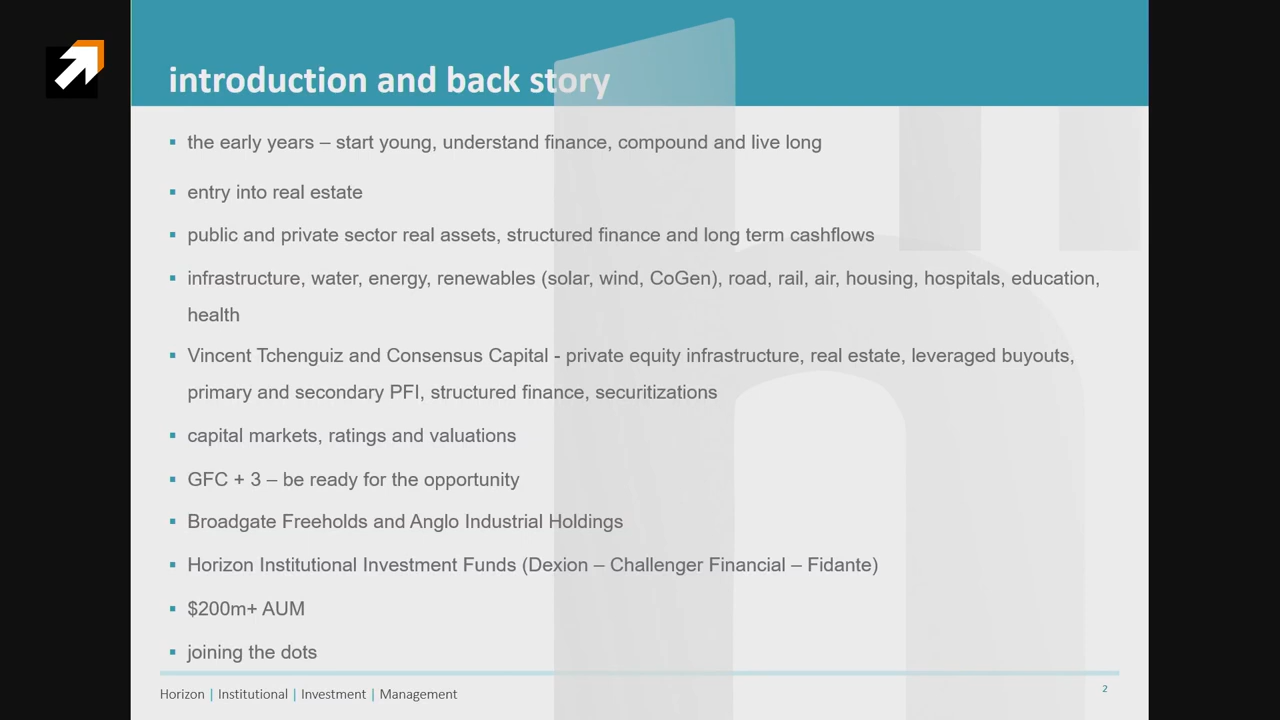 introduction and back story
▪ the early years – start young, understand finance, compound and live long
▪ entry into real estate
▪ public and private sector real assets, structured finance and long term cashflows
▪ infrastructure, water, energy, renewables (solar, wind, CoGen), road, rail, air, housing, hospitals, education,
health
▪ Vincent Tchenguiz and Consensus Capital - private equity infrastructure, real estate, leveraged buyouts,
primary and secondary PFI, structured finance, securitizations
▪ capital markets, ratings and valuations
▪ GFC + 3 – be ready for the opportunity
▪ Broadgate Freeholds and Anglo Industrial Holdings
▪ Horizon Institutional Investment Funds (Dexion – Challenger Financial – Fidante)
▪ $200m+ AUM
▪ joining the dots
Horizon | Institutional | Investment | Management
2